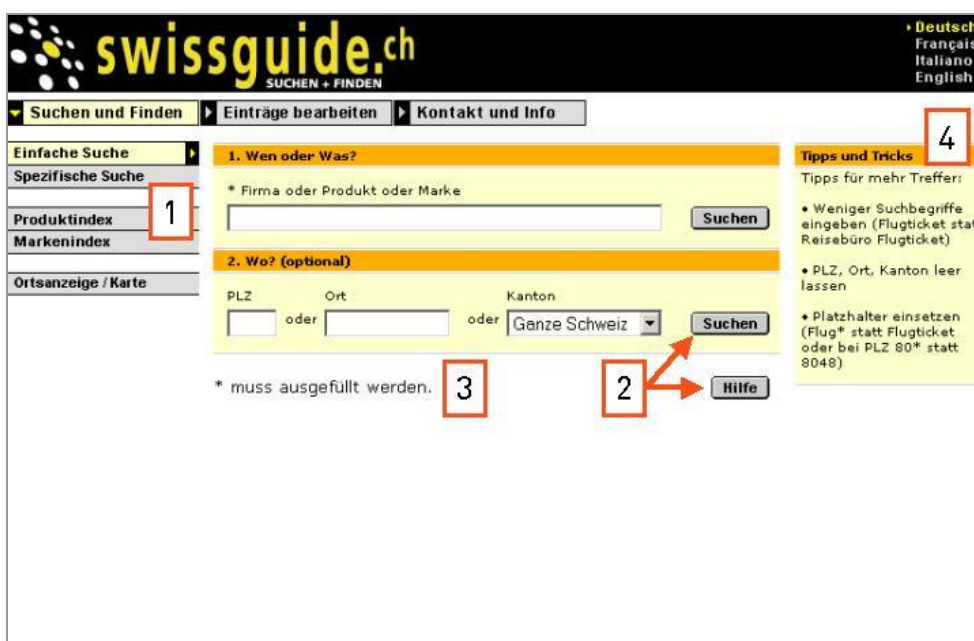 swissguide.ch
SUCHEN + FINDEN
Deutsch
Français
Italiano
English
Suchen und Finden
Einträge bearbeiten
Kontakt und Info
Einfache Suche
Spezifische Suche
Produktindex
Markenindex
Ortsanzeige / Karte
1
1. Wen oder Was?
* Firma oder Produkt oder Marke
Suchen
2. Wo? (optional)
PLZ Ort Kanton
oder oder Ganze Schweiz Suchen
* muss ausgefüllt werden.
3
2
Hilfe
4
Tipps und Tricks
Tipps für mehr Treffer:
• Weniger Suchbegriffe
eingeben (Flugticket stat
Reisebüro Flugticket)
• PLZ, Ort, Kanton leer
lassen
• Platzhalter einsetzen
(Flug* statt Flugticket
oder bei PLZ 80* statt
8048)